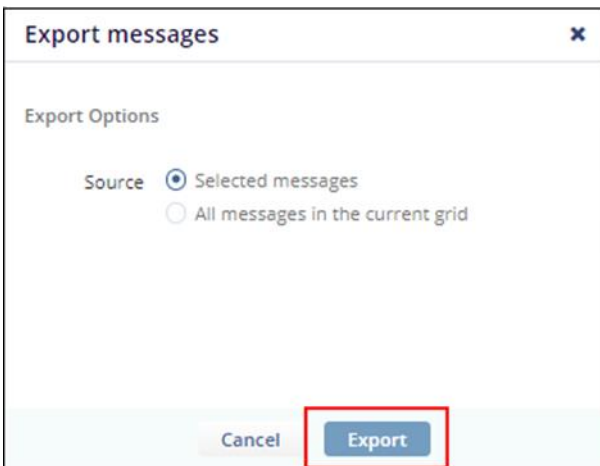 Export messages
Export Options
Source Selected messages
All messages in the current grid
Cancel Export